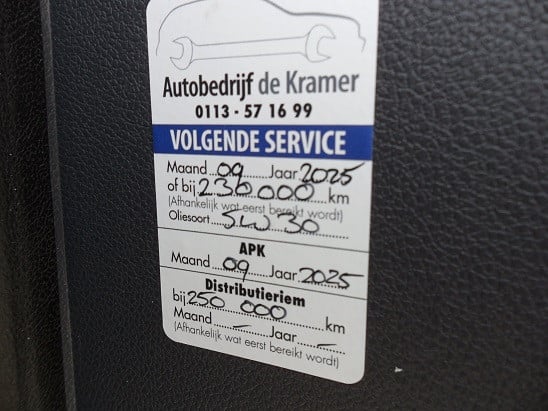 Autobedrijf de Kramer
0113 - 57 16 99
VOLGENDE SERVICE
Maand 09 Jaar 2025
of bij 230000 km
(Afhankelijk wat eerst bereikt wordt)
Oliesoort 5W30
APK
Maand 09 Jaar 2025
Distributieriem
bij 250 000 km
Maand - Jaar -
(Afhankelijk wat eerst bereikt wordt)